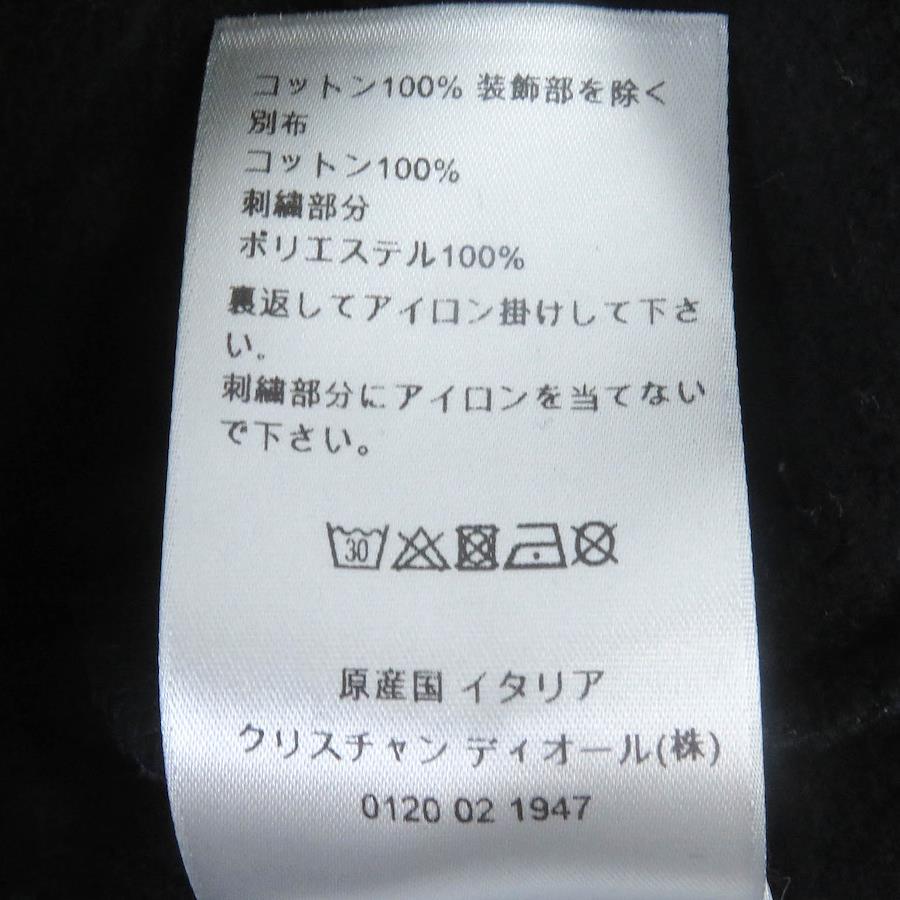 コットン100% 装飾部を除く
別布
コットン100%
刺繍部分
ポリエステル100%
裏返してアイロン掛けして下さ
い。
刺繍部分にアイロンを当てない
で下さい。
30
原産国 イタリア
クリスチャン ディオール(株)
0120 02 1947